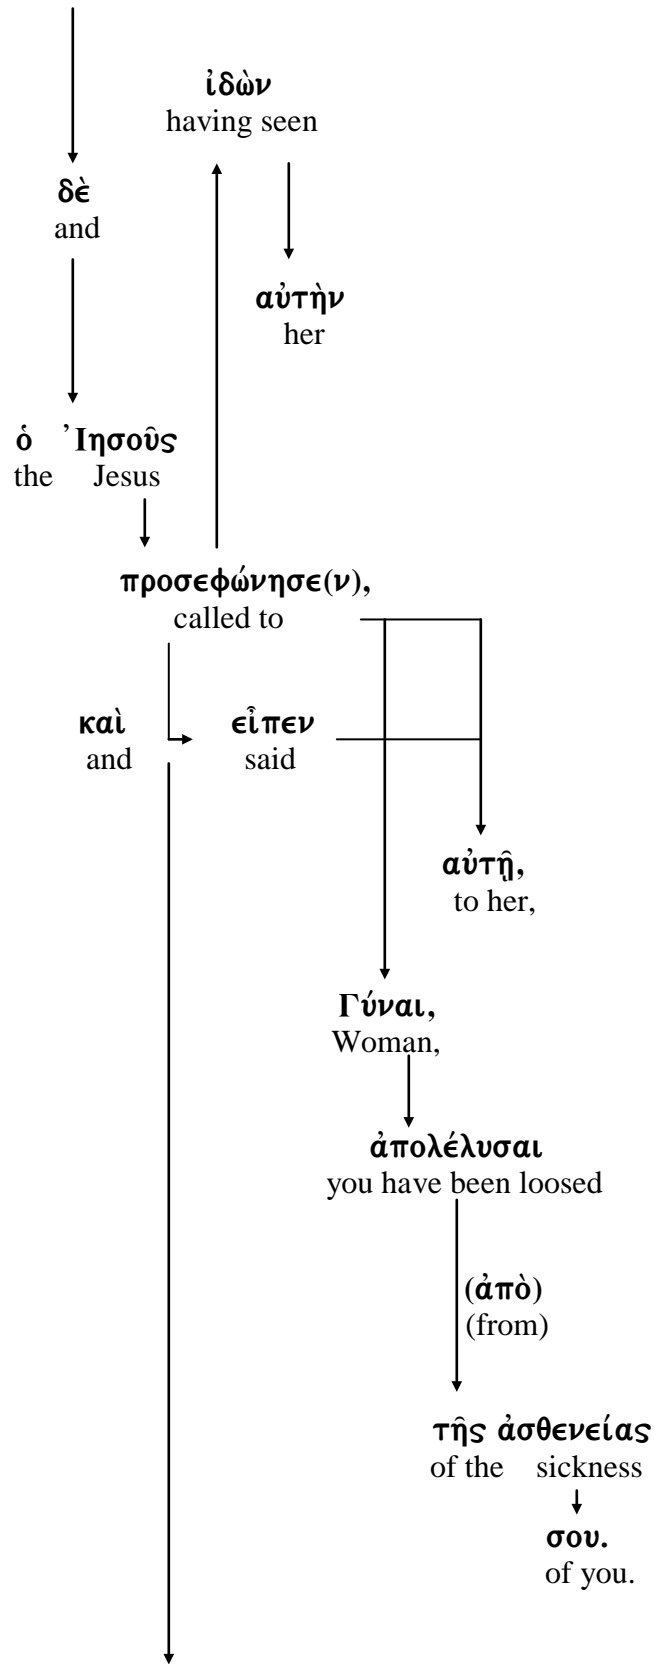 ἰδὼν
having seen
δὲ
and
αὐτὴν
her
ὁ Ἰησοῦς
the Jesus
προσεφώνησε(ν),
called to
καὶ εἶπεν
and said
αὐτῇ,
to her,
Γύναι,
Woman,
ἀπολέλυσαι
you have been loosed
(ἀπὸ)
(from)
τῆς ἀσθενείας
of the sickness
σου.
of you.